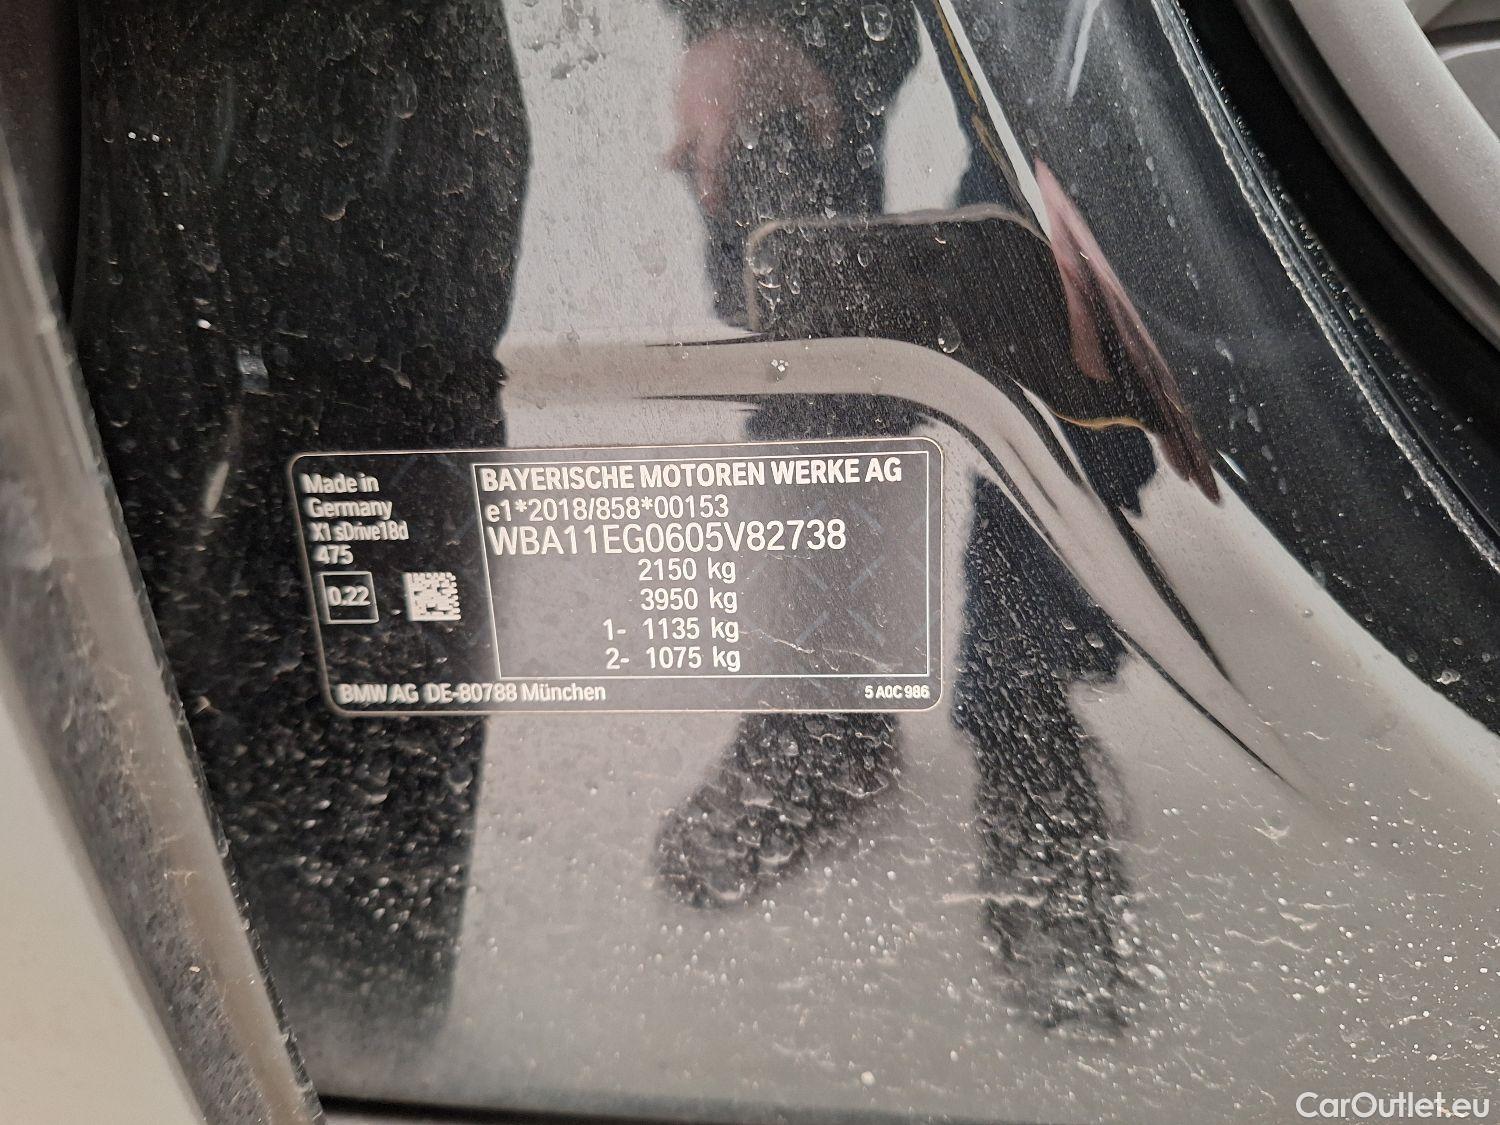 Made in
Germany
X1 sDrive18d
475
0.22
BAYERISCHE MOTOREN WERKE AG
e1*2018/858*00153
WBA11EG0605V82738
2150 kg
3950 kg
1- 1135 kg
2- 1075 kg
BMW AG DE-80788 München
5 A0C 986
CarOutlet.eu